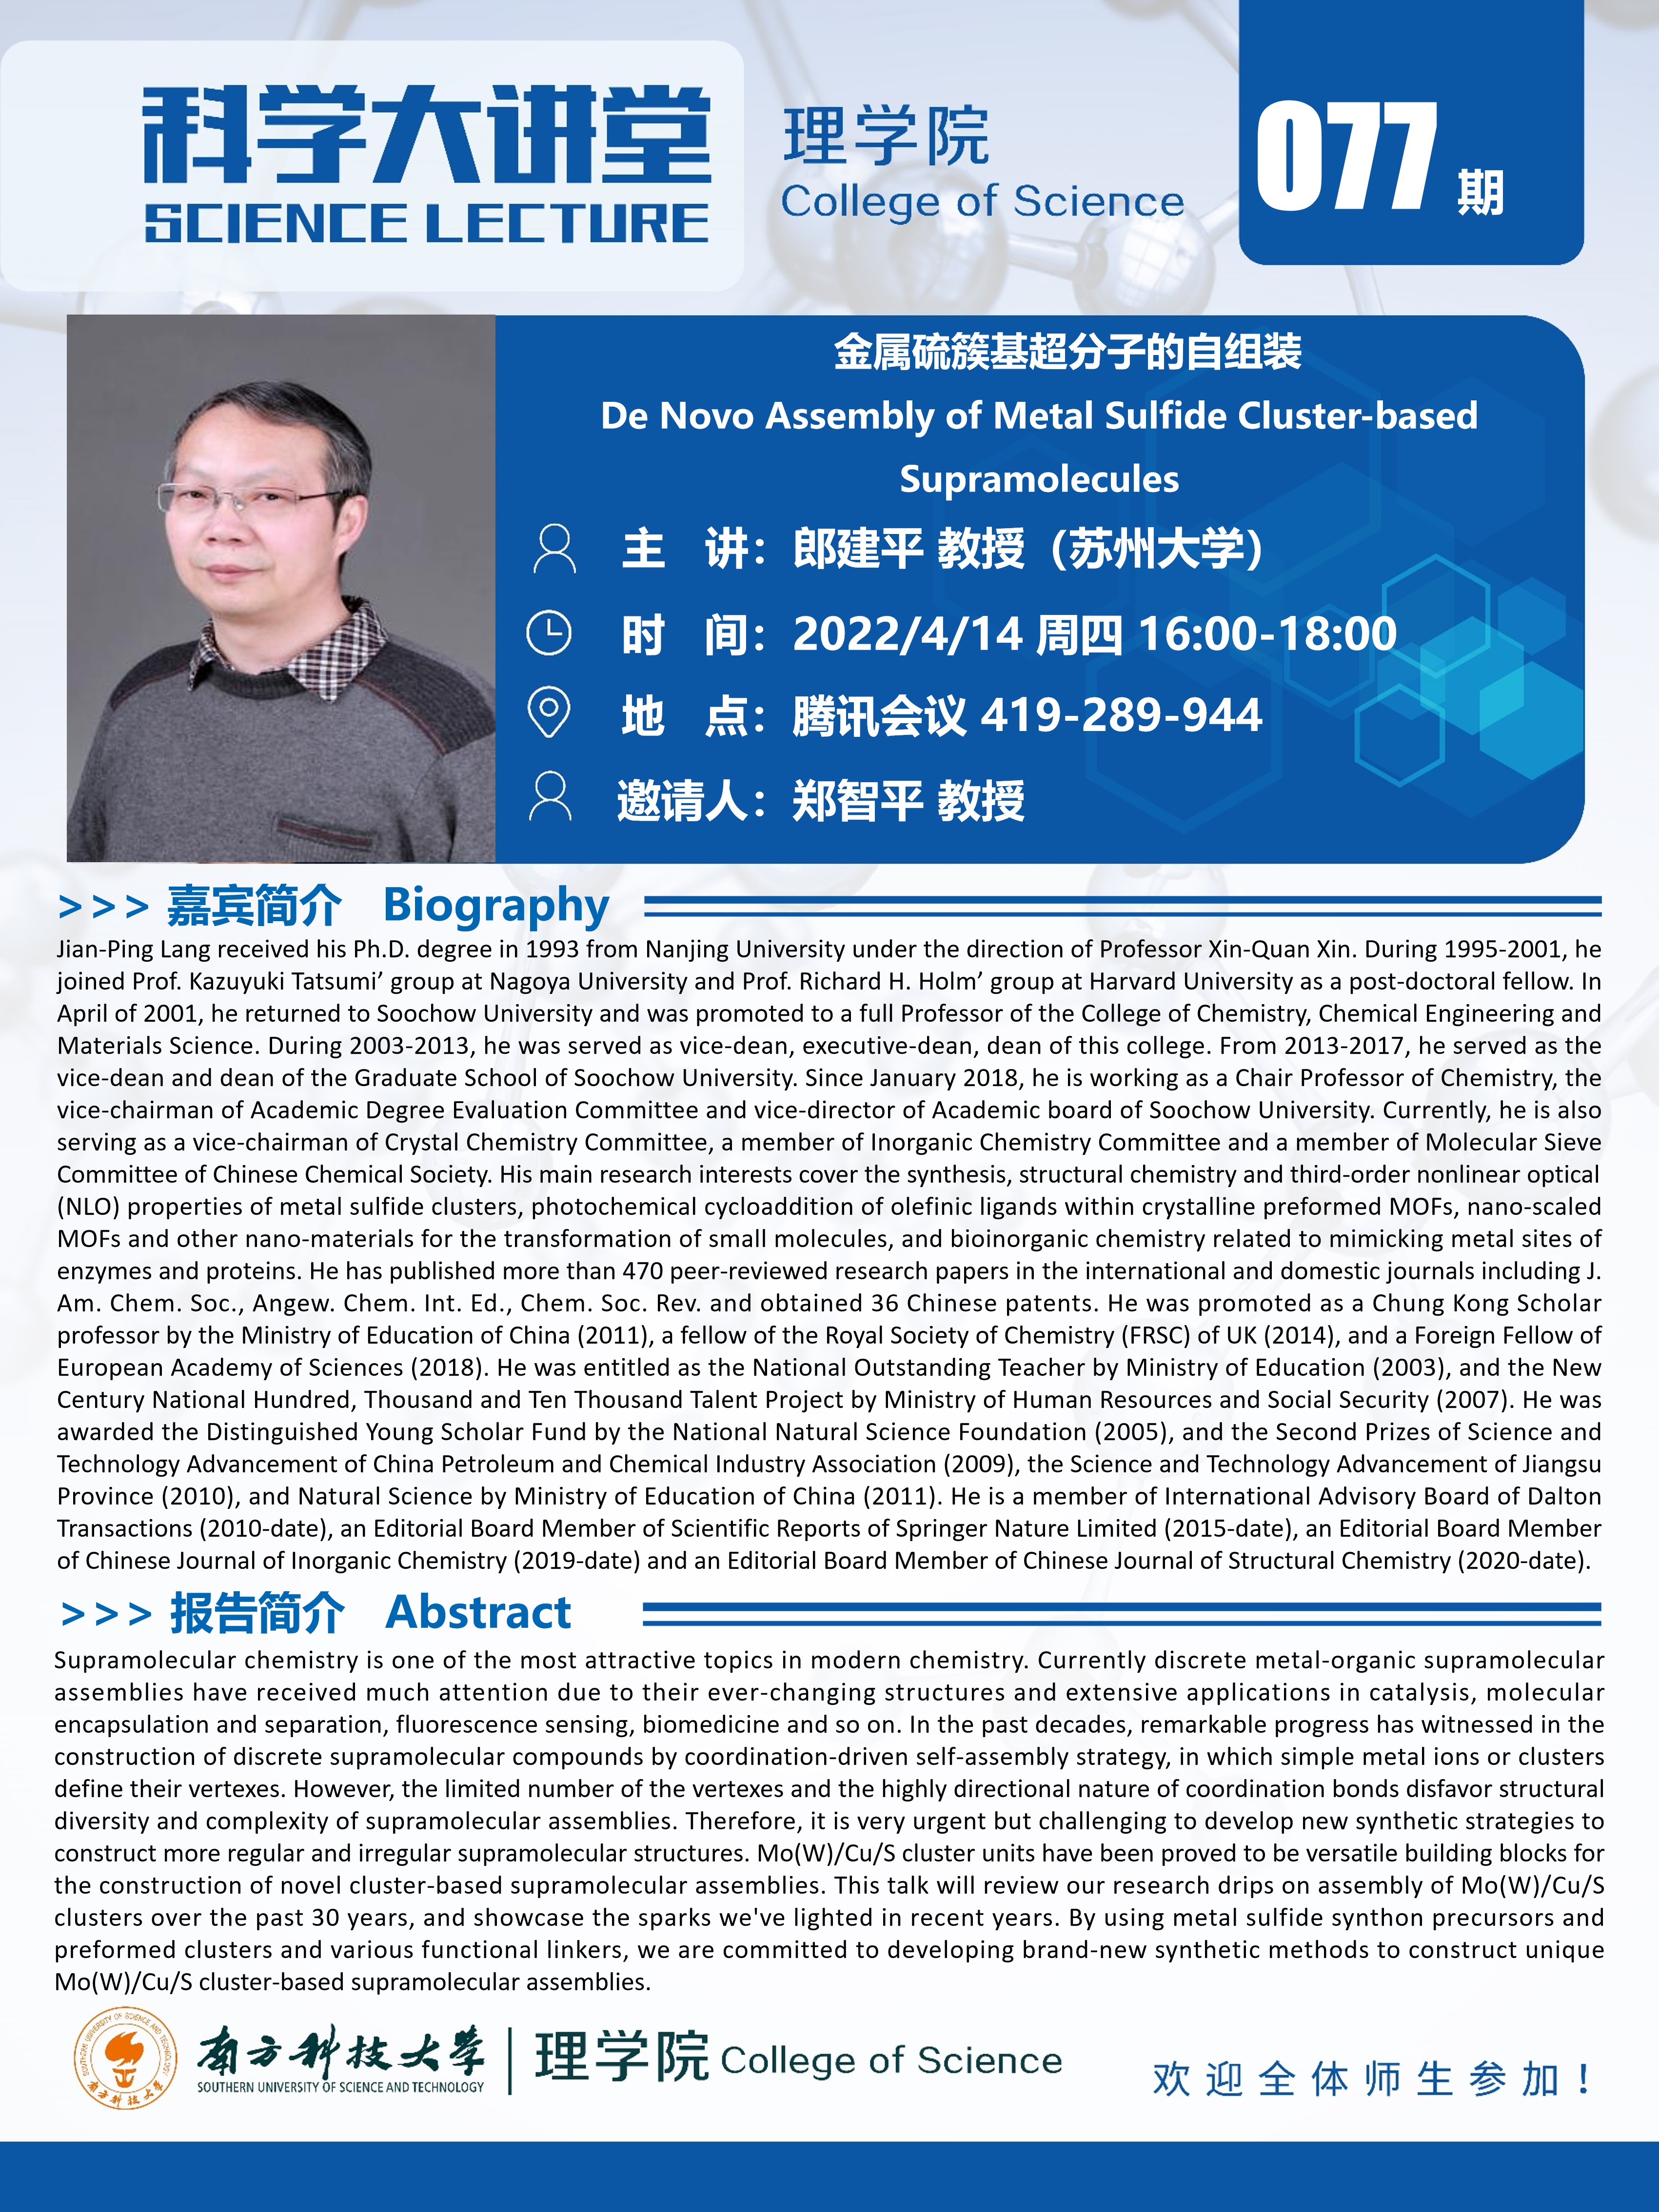 科学大讲堂
SCIENCE LECTURE
理学院
College of Science
077 期
金属硫簇基超分子的自组装
De Novo Assembly of Metal Sulfide Cluster-based
Supramolecules
主 讲：郎建平 教授（苏州大学）
时 间：2022/4/14 周四 16:00-18:00
地 点：腾讯会议 419-289-944
邀请人：郑智平 教授
>>> 嘉宾简介 Biography
Jian-Ping Lang received his Ph.D. degree in 1993 from Nanjing University under the direction of Professor Xin-Quan Xin. During 1995-2001, he
joined Prof. Kazuyuki Tatsumi’ group at Nagoya University and Prof. Richard H. Holm’ group at Harvard University as a post-doctoral fellow. In
April of 2001, he returned to Soochow University and was promoted to a full Professor of the College of Chemistry, Chemical Engineering and
Materials Science. During 2003-2013, he was served as vice-dean, executive-dean, dean of this college. From 2013-2017, he served as the
vice-dean and dean of the Graduate School of Soochow University. Since January 2018, he is working as a Chair Professor of Chemistry, the
vice-chairman of Academic Degree Evaluation Committee and vice-director of Academic board of Soochow University. Currently, he is also
serving as a vice-chairman of Crystal Chemistry Committee, a member of Inorganic Chemistry Committee and a member of Molecular Sieve
Committee of Chinese Chemical Society. His main research interests cover the synthesis, structural chemistry and third-order nonlinear optical
(NLO) properties of metal sulfide clusters, photochemical cycloaddition of olefinic ligands within crystalline preformed MOFs, nano-scaled
MOFs and other nano-materials for the transformation of small molecules, and bioinorganic chemistry related to mimicking metal sites of
enzymes and proteins. He has published more than 470 peer-reviewed research papers in the international and domestic journals including J.
Am. Chem. Soc., Angew. Chem. Int. Ed., Chem. Soc. Rev. and obtained 36 Chinese patents. He was promoted as a Chung Kong Scholar
professor by the Ministry of Education of China (2011), a fellow of the Royal Society of Chemistry (FRSC) of UK (2014), and a Foreign Fellow of
European Academy of Sciences (2018). He was entitled as the National Outstanding Teacher by Ministry of Education (2003), and the New
Century National Hundred, Thousand and Ten Thousand Talent Project by Ministry of Human Resources and Social Security (2007). He was
awarded the Distinguished Young Scholar Fund by the National Natural Science Foundation (2005), and the Second Prizes of Science and
Technology Advancement of China Petroleum and Chemical Industry Association (2009), the Science and Technology Advancement of Jiangsu
Province (2010), and Natural Science by Ministry of Education of China (2011). He is a member of International Advisory Board of Dalton
Transactions (2010-date), an Editorial Board Member of Scientific Reports of Springer Nature Limited (2015-date), an Editorial Board Member
of Chinese Journal of Inorganic Chemistry (2019-date) and an Editorial Board Member of Chinese Journal of Structural Chemistry (2020-date).
>>> 报告简介 Abstract
Supramolecular chemistry is one of the most attractive topics in modern chemistry. Currently discrete metal-organic supramolecular
assemblies have received much attention due to their ever-changing structures and extensive applications in catalysis, molecular
encapsulation and separation, fluorescence sensing, biomedicine and so on. In the past decades, remarkable progress has witnessed in the
construction of discrete supramolecular compounds by coordination-driven self-assembly strategy, in which simple metal ions or clusters
define their vertexes. However, the limited number of the vertexes and the highly directional nature of coordination bonds disfavor structural
diversity and complexity of supramolecular assemblies. Therefore, it is very urgent but challenging to develop new synthetic strategies to
construct more regular and irregular supramolecular structures. Mo(W)/Cu/S cluster units have been proved to be versatile building blocks for
the construction of novel cluster-based supramolecular assemblies. This talk will review our research drips on assembly of Mo(W)/Cu/S
clusters over the past 30 years, and showcase the sparks we've lighted in recent years. By using metal sulfide synthon precursors and
preformed clusters and various functional linkers, we are committed to developing brand-new synthetic methods to construct unique
Mo(W)/Cu/S cluster-based supramolecular assemblies.
SOUTHERN UNIVERSITY OF SCIENCE AND TECHNOLOGY
南方科技大学
南方科技大学
SOUTHERN UNIVERSITY OF SCIENCE AND TECHNOLOGY
理学院 College of Science
欢迎全体师生参加！